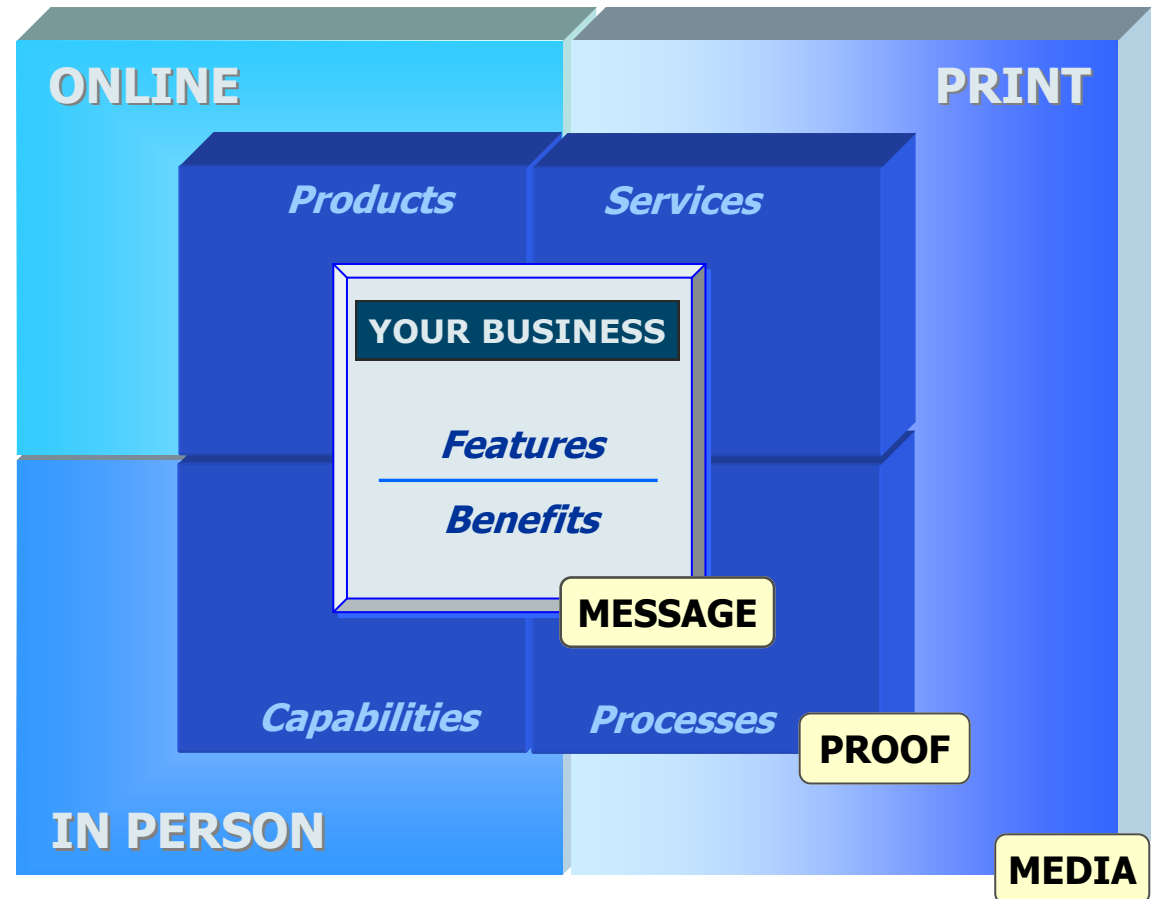 ONLINE
PRINT
Products
Services
YOUR BUSINESS
Features
Benefits
MESSAGE
Capabilities
Processes
PROOF
IN PERSON
MEDIA